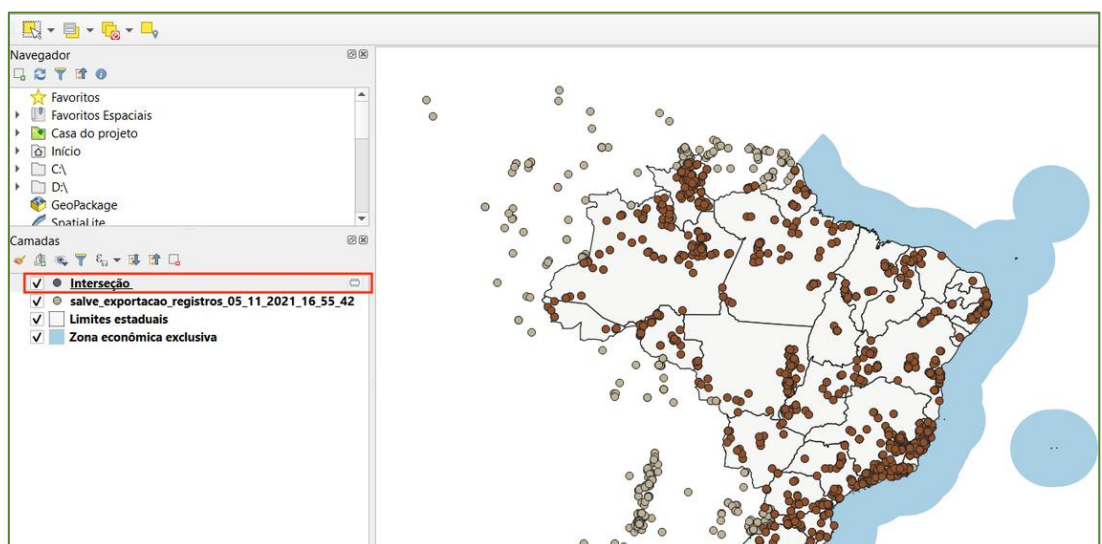 Navegador
Favoritos
Favoritos Espaciais
Casa do projeto
Início
C:\
D:\
GeoPackage
SpatiaLite
Camadas
Interseção
salve_exportacao_registros_05_11_2021_16_55_42
Limites estaduais
Zona econômica exclusiva